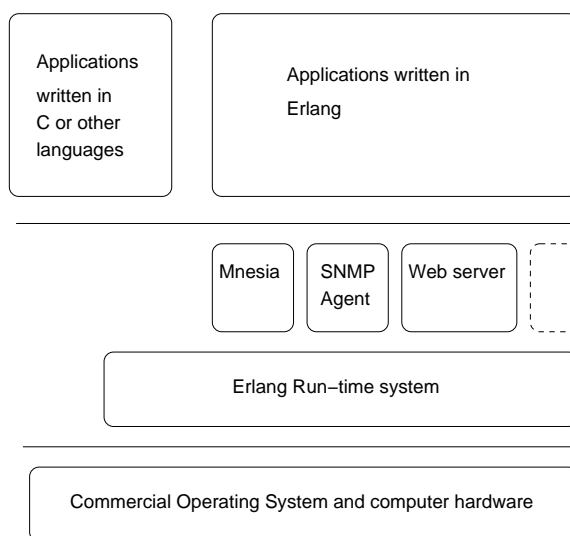 Applications
written in
C or other
languages
Applications written in
Erlang
Mnesia
SNMP
Agent
Web server
Erlang Run−time system
Commercial Operating System and computer hardware